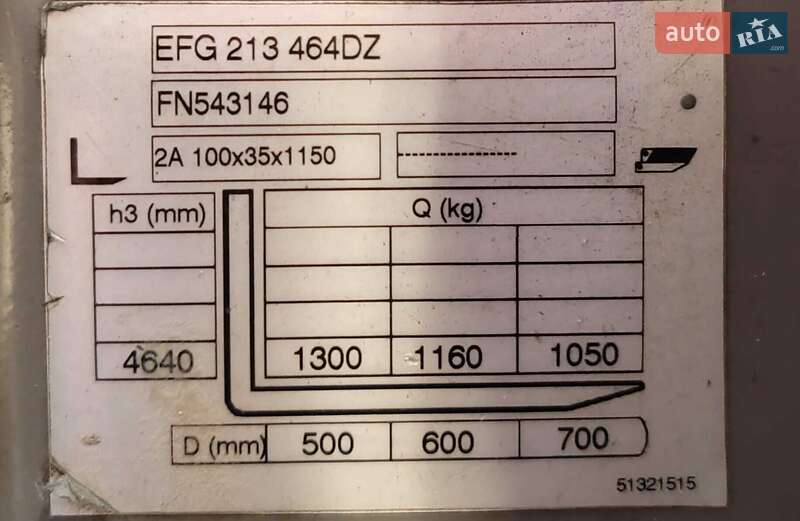 auto RIA .com
EFG 213 464DZ
FN543146
2A 100x35x1150
h3 (mm) Q (kg)
4640 1300 1160 1050
D (mm) 500 600 700
51321515